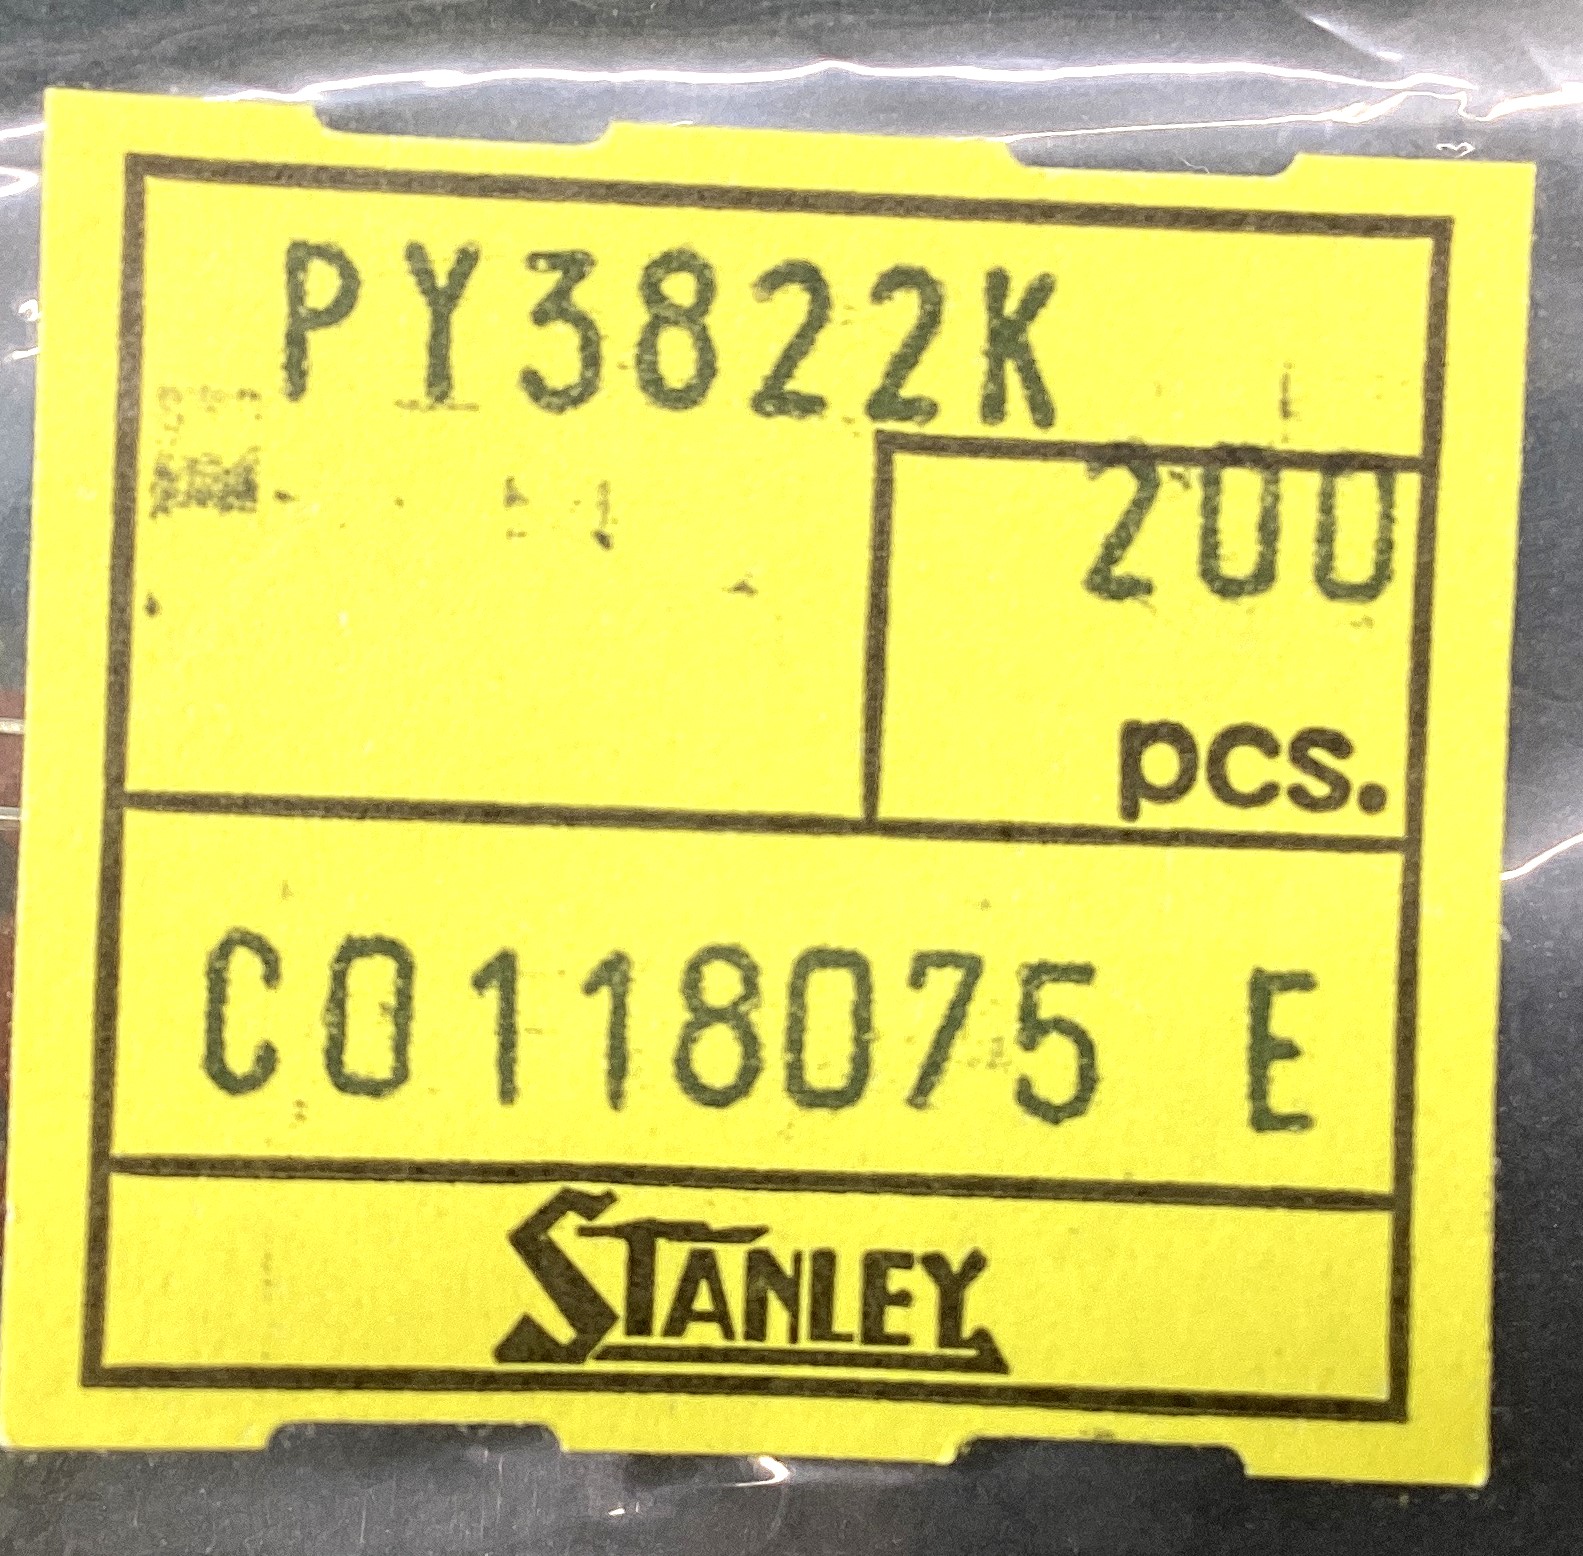 PY3822K
200
pcs.
C0118075 E
STANLEY